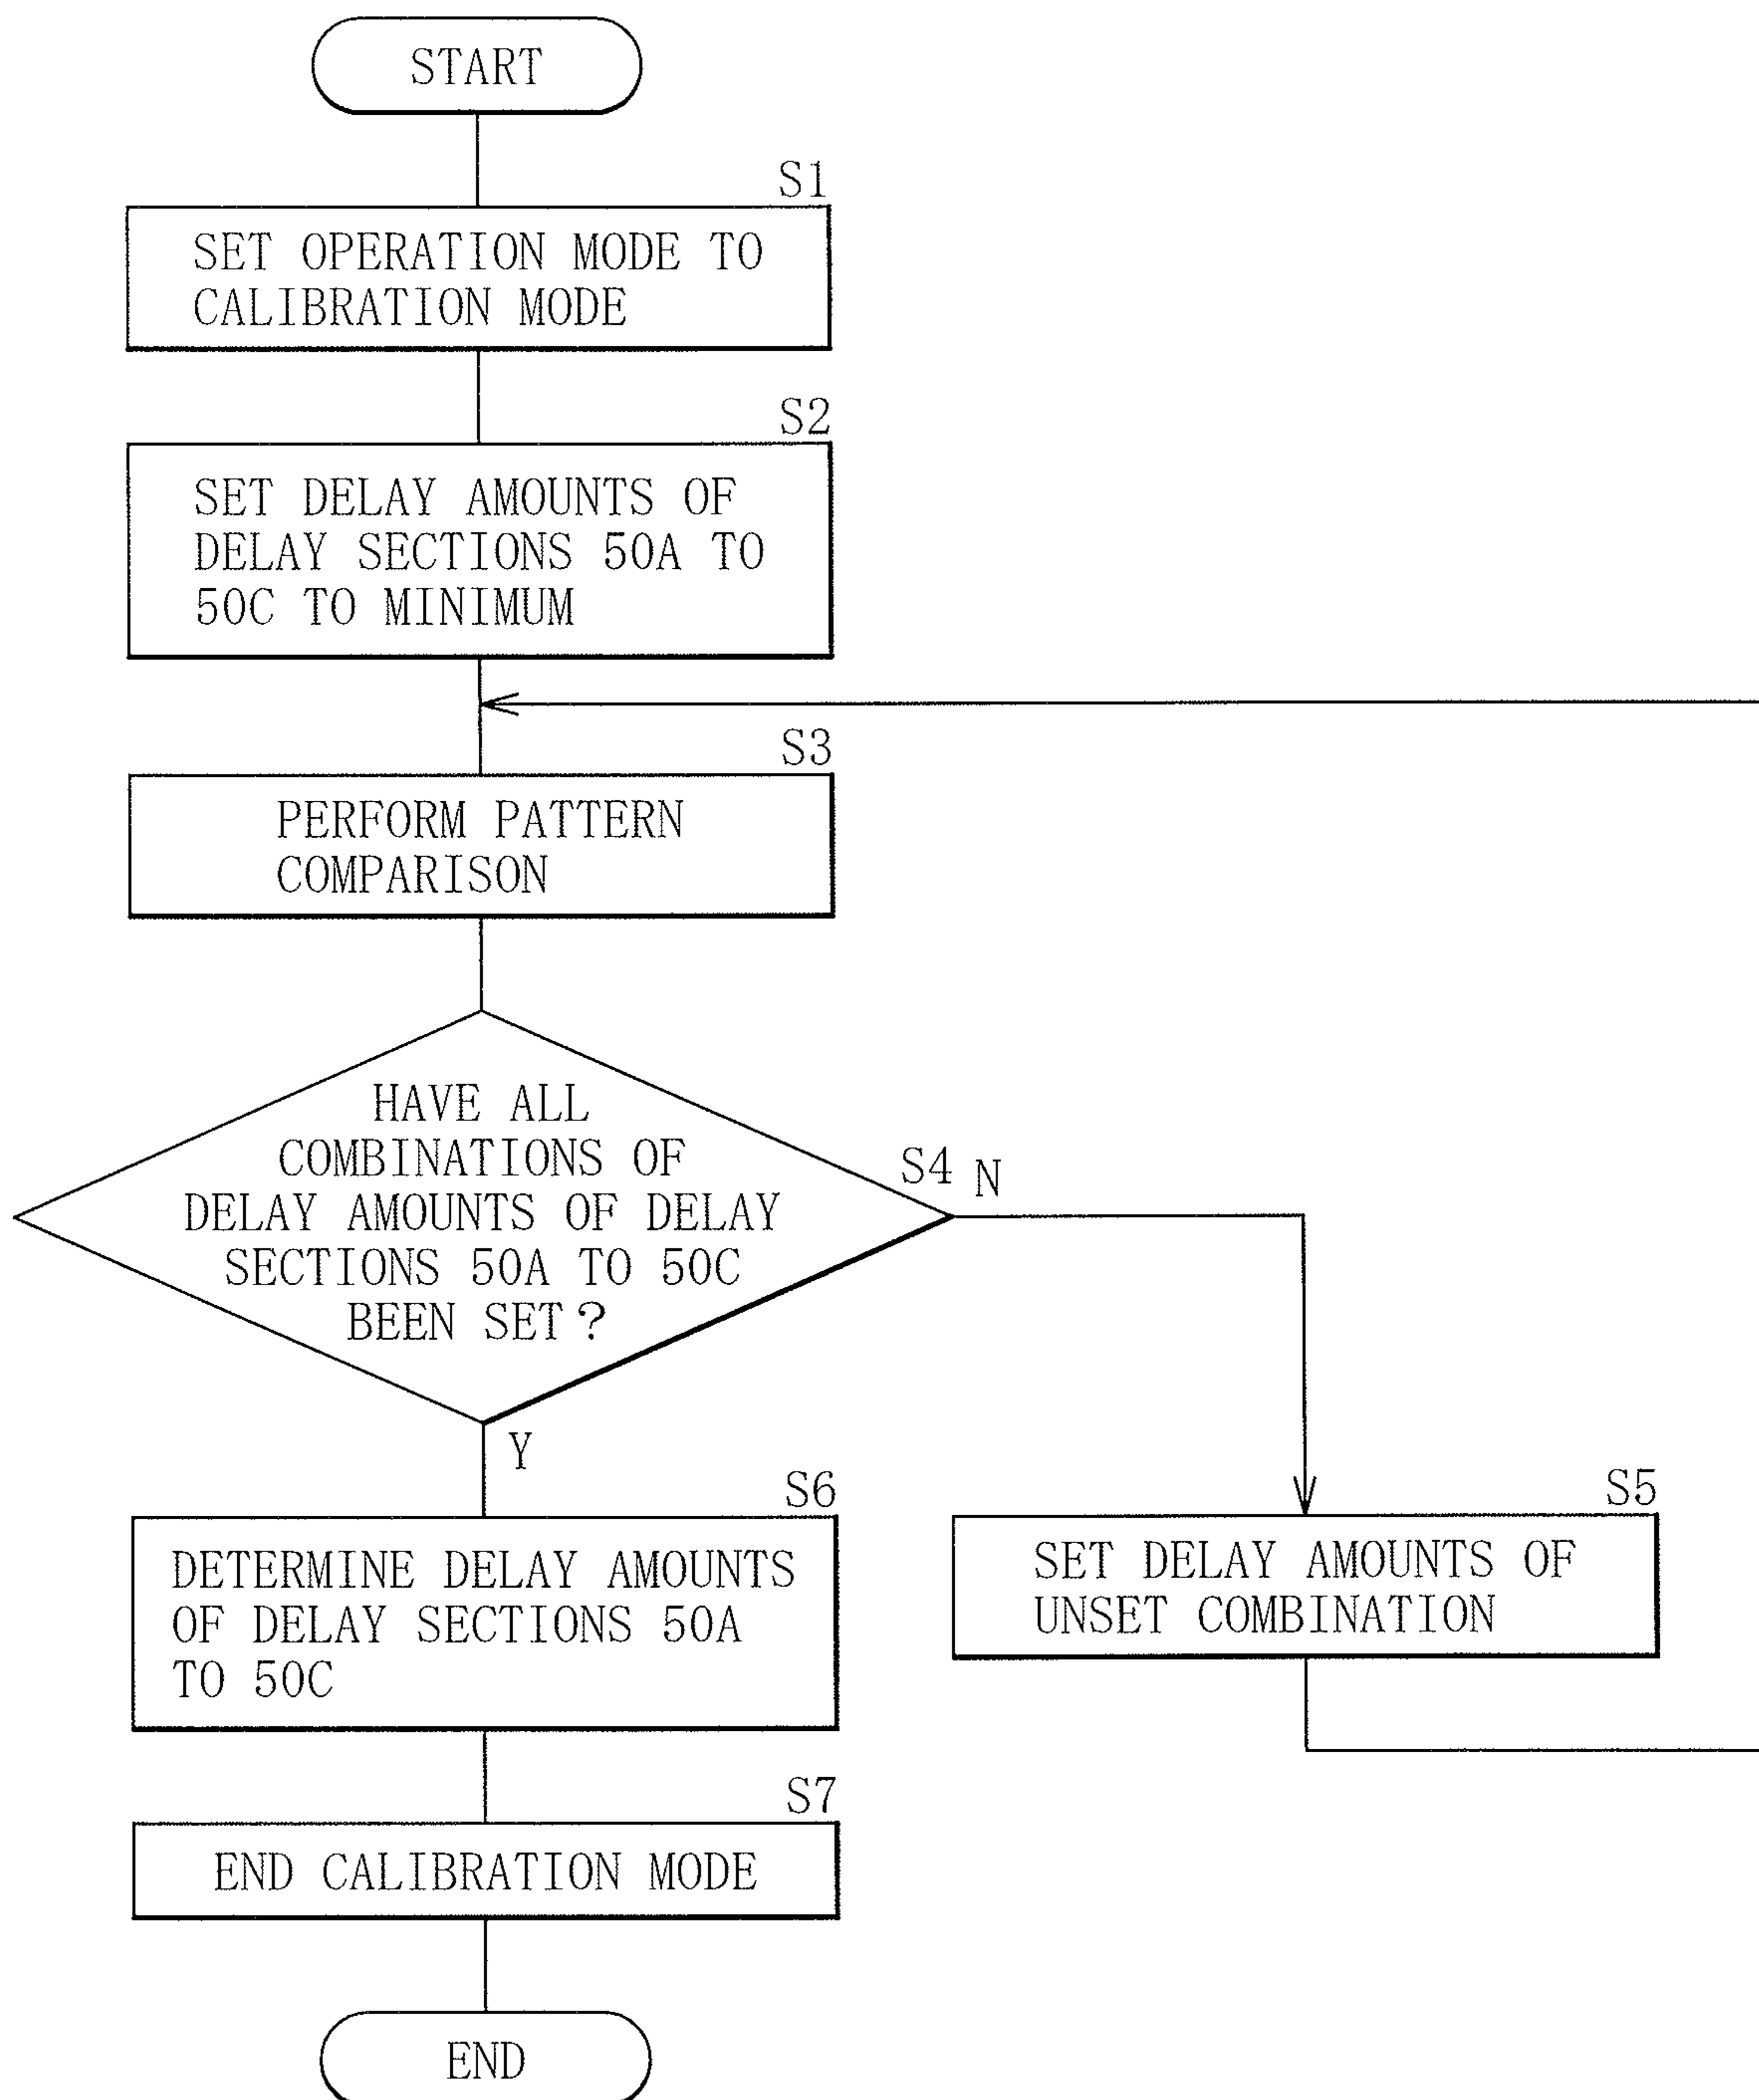 START
S1
SET OPERATION MODE TO
CALIBRATION MODE
S2
SET DELAY AMOUNTS OF
DELAY SECTIONS 50A TO
50C TO MINIMUM
S3
PERFORM PATTERN
COMPARISON
HAVE ALL
COMBINATIONS OF
DELAY AMOUNTS OF DELAY
SECTIONS 50A TO 50C
BEEN SET?
S4
N
Y
S5
SET DELAY AMOUNTS OF
UNSET COMBINATION
S6
DETERMINE DELAY AMOUNTS
OF DELAY SECTIONS 50A
TO 50C
S7
END CALIBRATION MODE
END